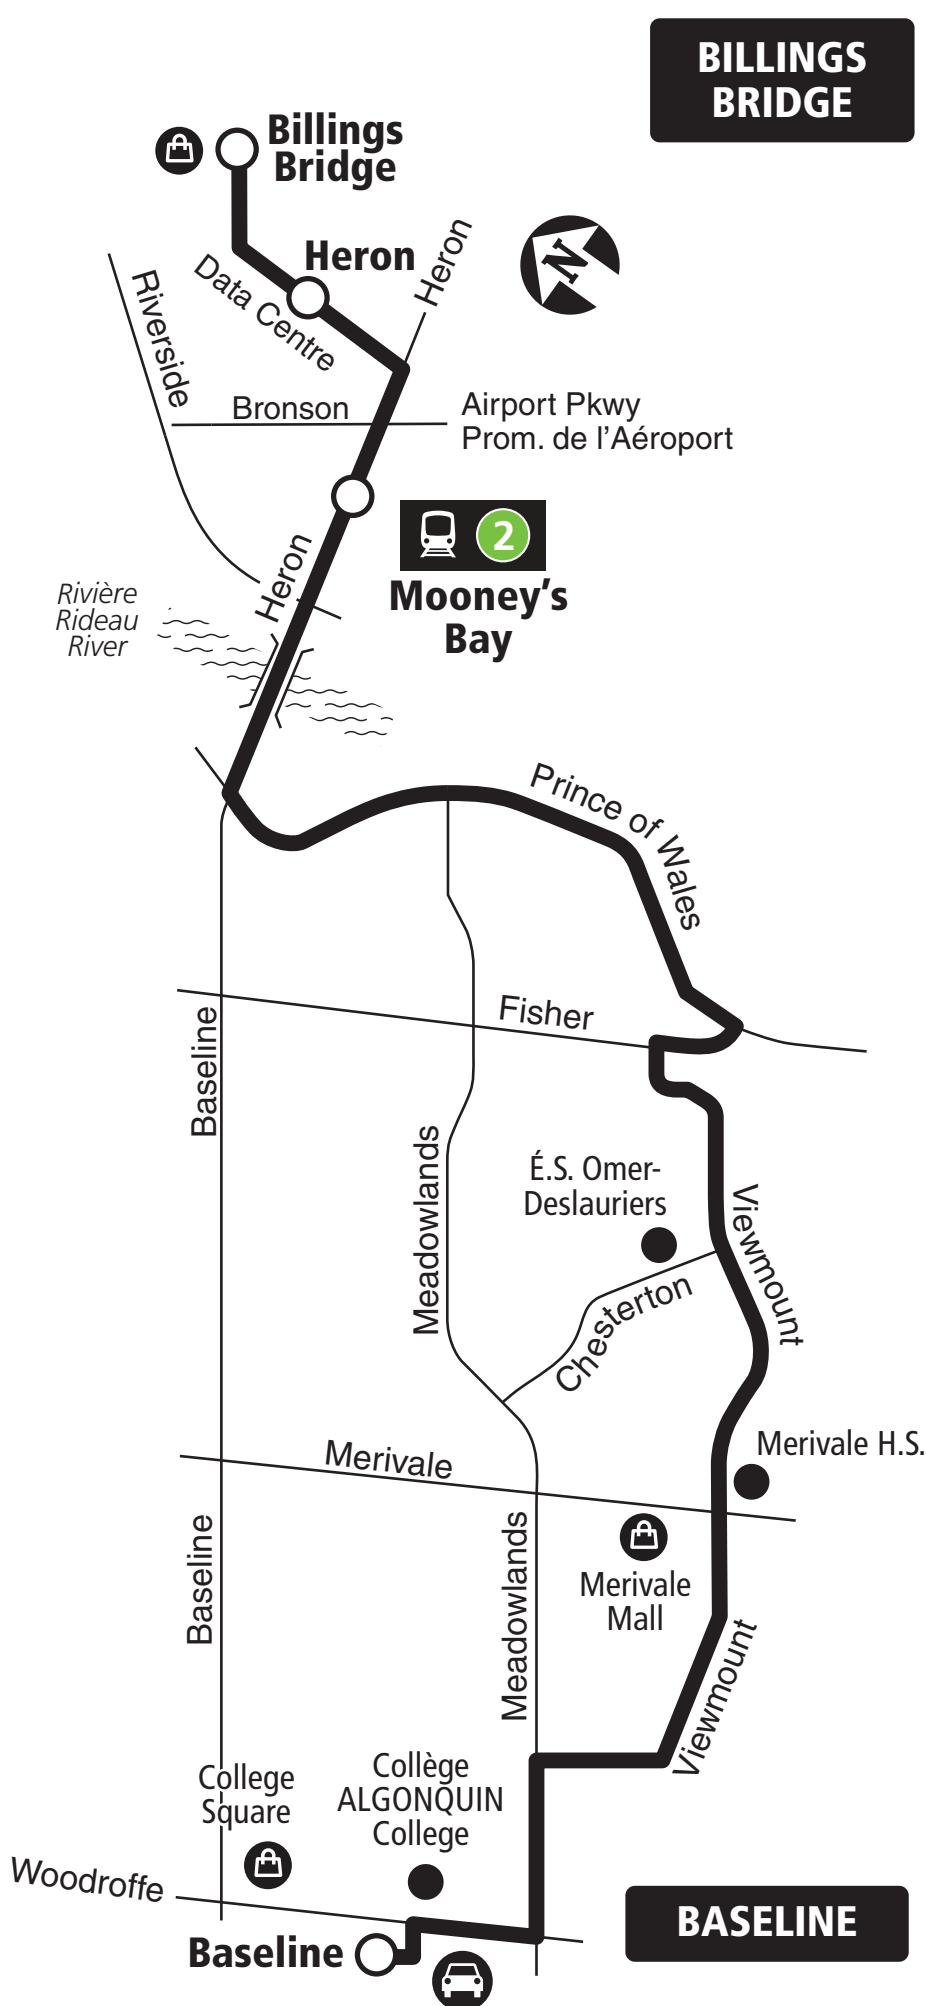 BILLINGS
BRIDGE
Billings
Bridge
Heron
Heron
N
Data Centre
Riverside
Bronson
Airport Pkwy
Prom. de l’Aéroport
2
Heron
Mooney’s
Bay
Rivière
Rideau
River
Prince of Wales
Fisher
Baseline
Meadowlands
É.S. Omer-
Deslauriers
Viewmount
Chesterton
Merivale
Merivale H.S.
Baseline
Meadowlands
Merivale
Mall
Viewmount
College
Square
Collège
ALGONQUIN
College
Woodroffe
Baseline
BASELINE